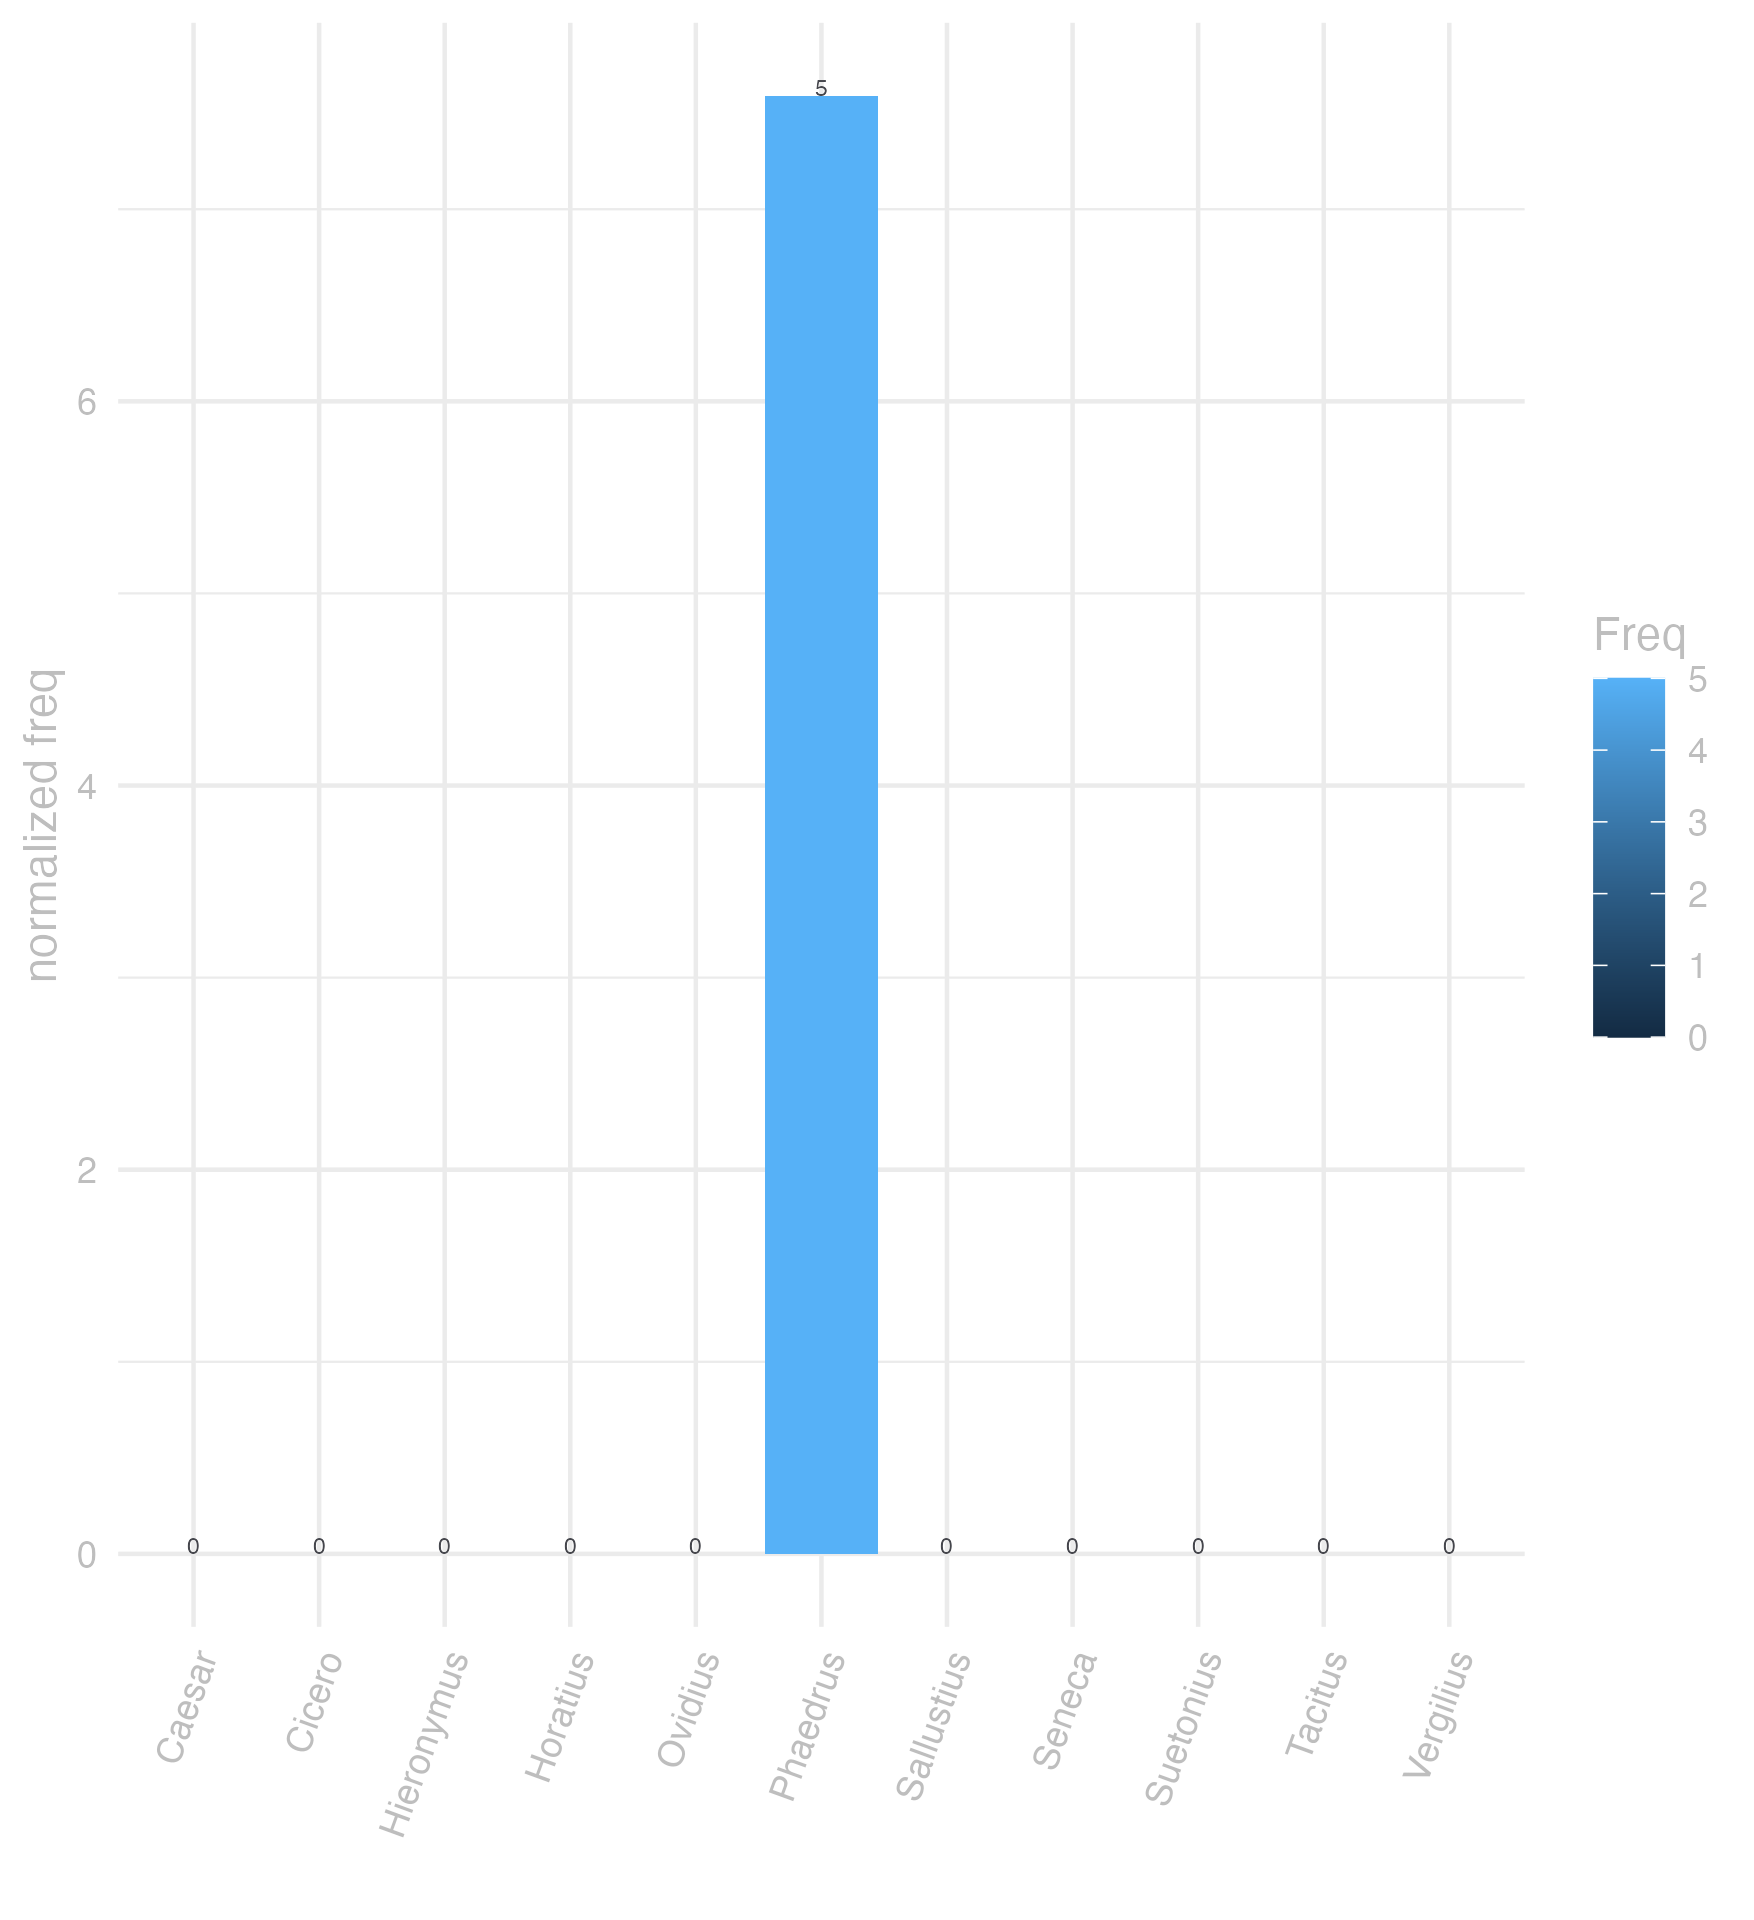 5
6
4
2
0
normalized freq
0 0 0 0 0 0 0 0 0 0
Caesar Cicero Hieronymus Horatius Ovidius Phaedrus Sallustius Seneca Suetonius Tacitus Vergilius
Freq
5
4
3
2
1
0